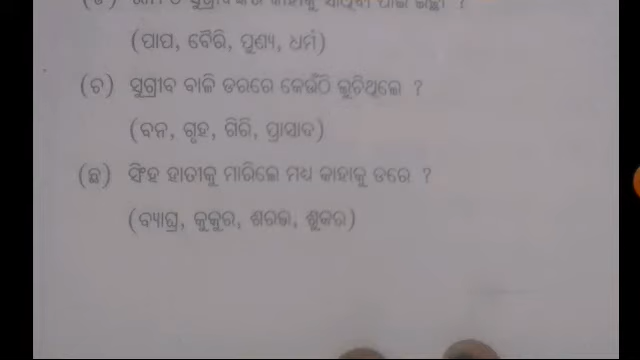 (ପାପ, ବୈରି, ପୁଣ୍ୟ, ଧର୍ମ)
(ଚ) ସୁଗ୍ରୀବ ବାଳି ଡରରେ କେଉଁଠି ଲୁଚିଥିଲେ ?
(ବନ, ଗୃହ, ଗିରି, ପ୍ରାସାଦ)
(ଛ) ସିଂହ ହାତୀକୁ ମାରିଲେ ମଧ୍ୟ କାହାକୁ ଡରେ ?
(ବ୍ୟାଘ୍ର, କୁକୁର, ଶରଭ, ଶୂକର)